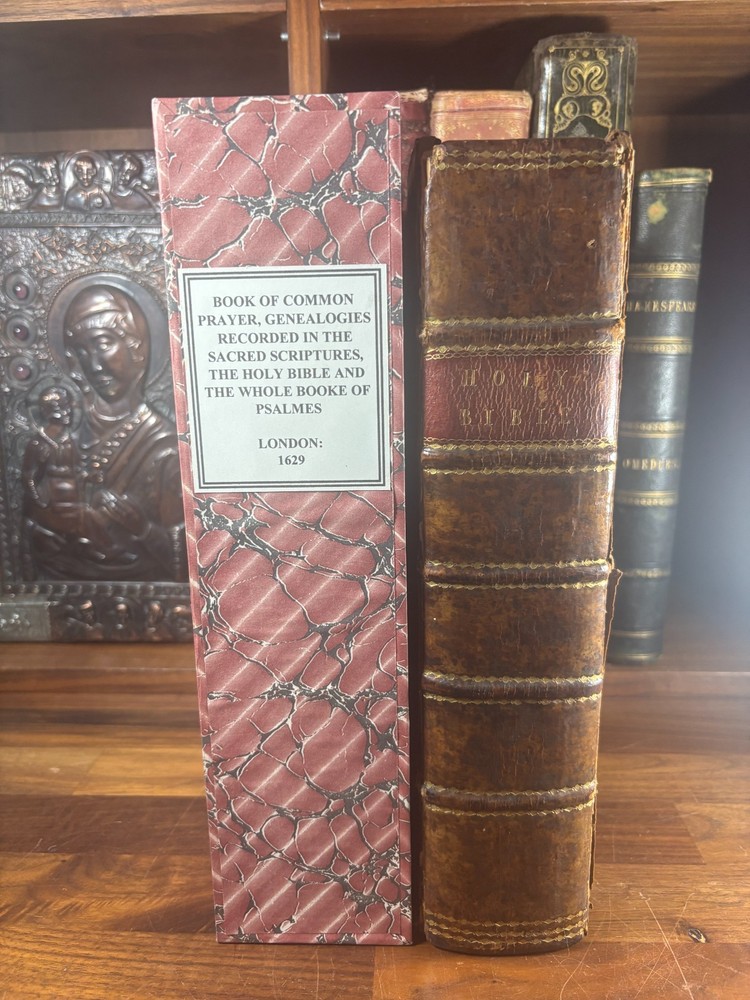 BOOK OF COMMON
PRAYER, GENEALOGIES
RECORDED IN THE
SACRED SCRIPTURES,
THE HOLY BIBLE AND
THE WHOLE BOOKE OF
PSALMES
LONDON:
1629
HOLY
BIBLE